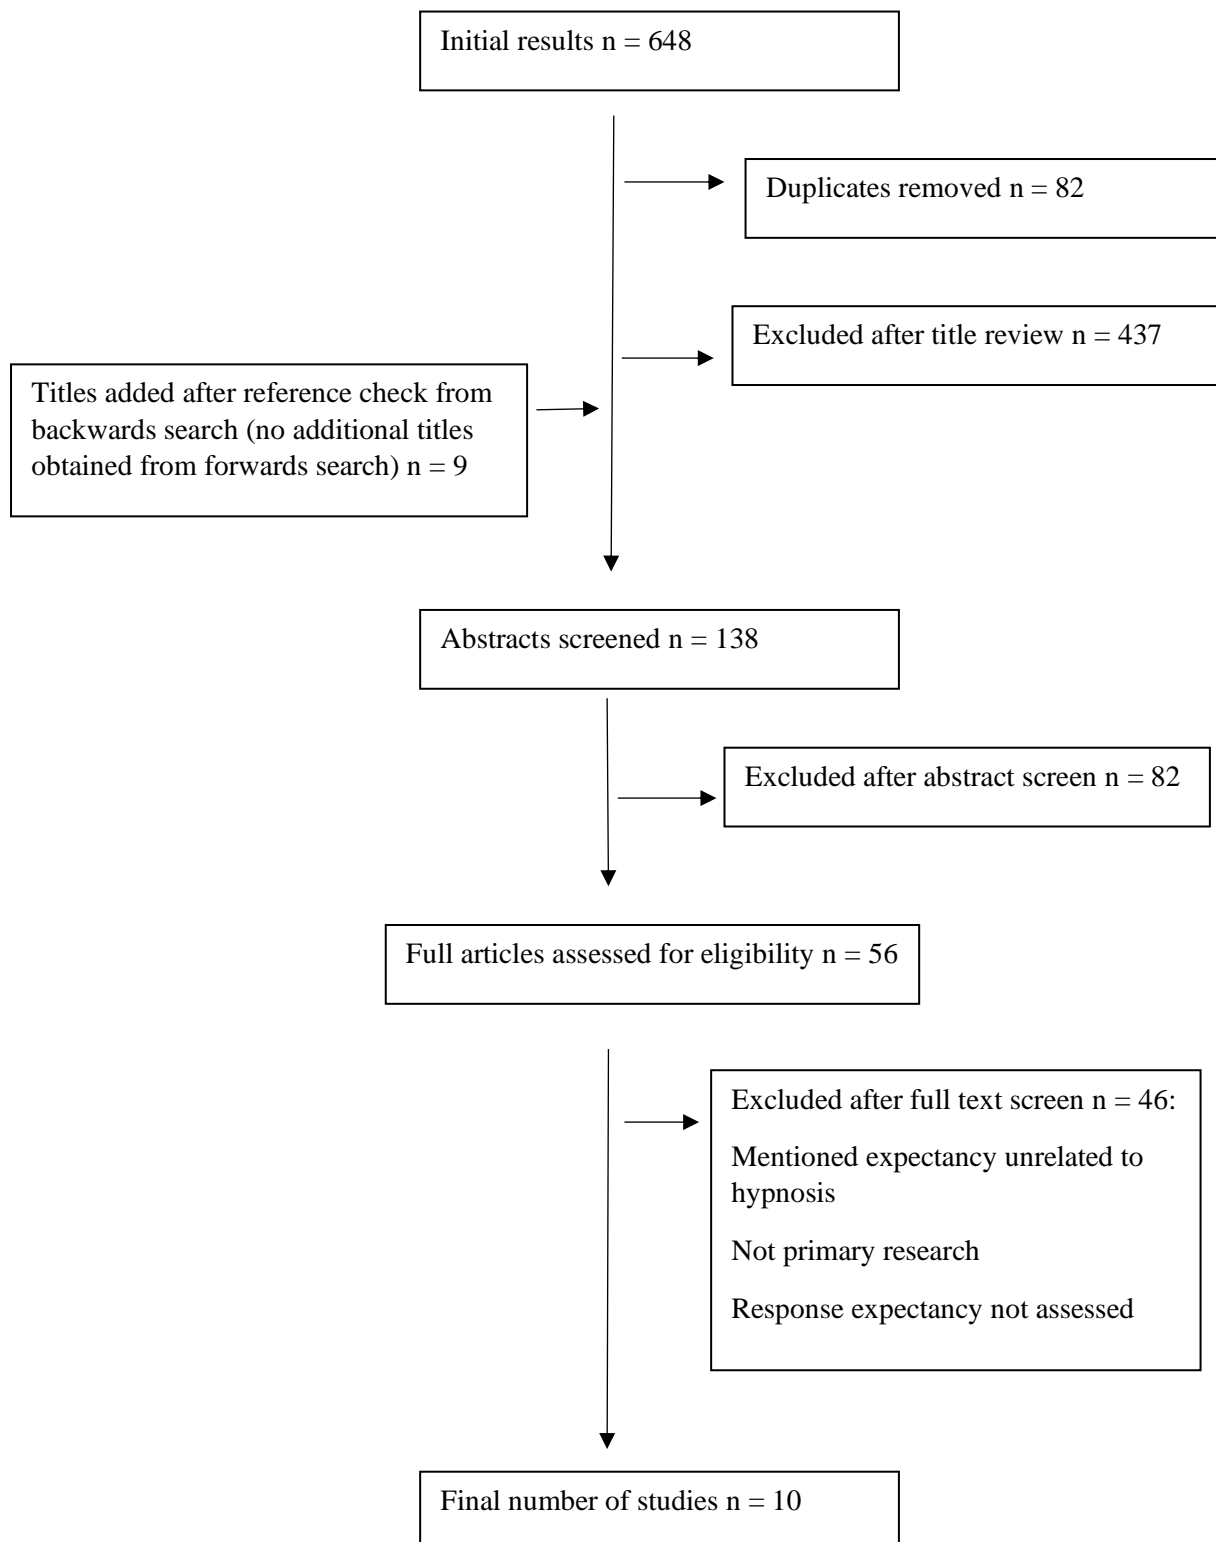 Initial results n = 648
Duplicates removed n = 82
Excluded after title review n = 437
Titles added after reference check from
backwards search (no additional titles
obtained from forwards search) n = 9
Abstracts screened n = 138
Excluded after abstract screen n = 82
Full articles assessed for eligibility n = 56
Excluded after full text screen n = 46:
Mentioned expectancy unrelated to
hypnosis
Not primary research
Response expectancy not assessed
Final number of studies n = 10